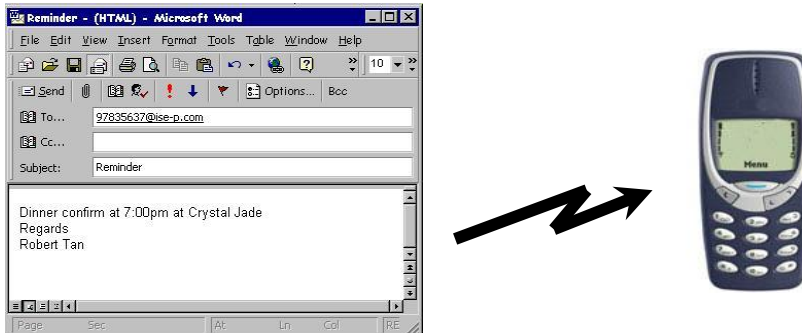 Reminder - (HTML) - Microsoft Word
File Edit View Insert Format Tools Table Window Help
10
Send Options... Bcc
To... 97835637@ise-p.com
Cc...
Subject: Reminder
Dinner confirm at 7:00pm at Crystal Jade
Regards
Robert Tan
Page Sec At Ln Col RE
Menu